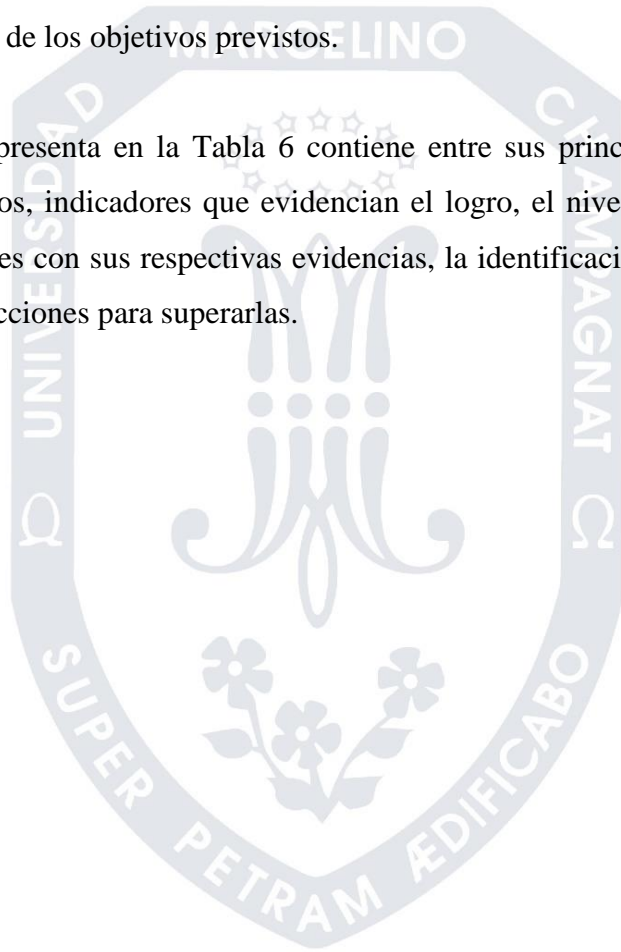 de los objetivos previstos.
presenta en la Tabla 6 contiene entre sus princ
os, indicadores que evidencian el logro, el nive
es con sus respectivas evidencias, la identificaci
cciones para superarlas.
UNIVERSIDAD MARCELINO CHAMPAGNAT
SUPER PETRAM ÆDIFICABO